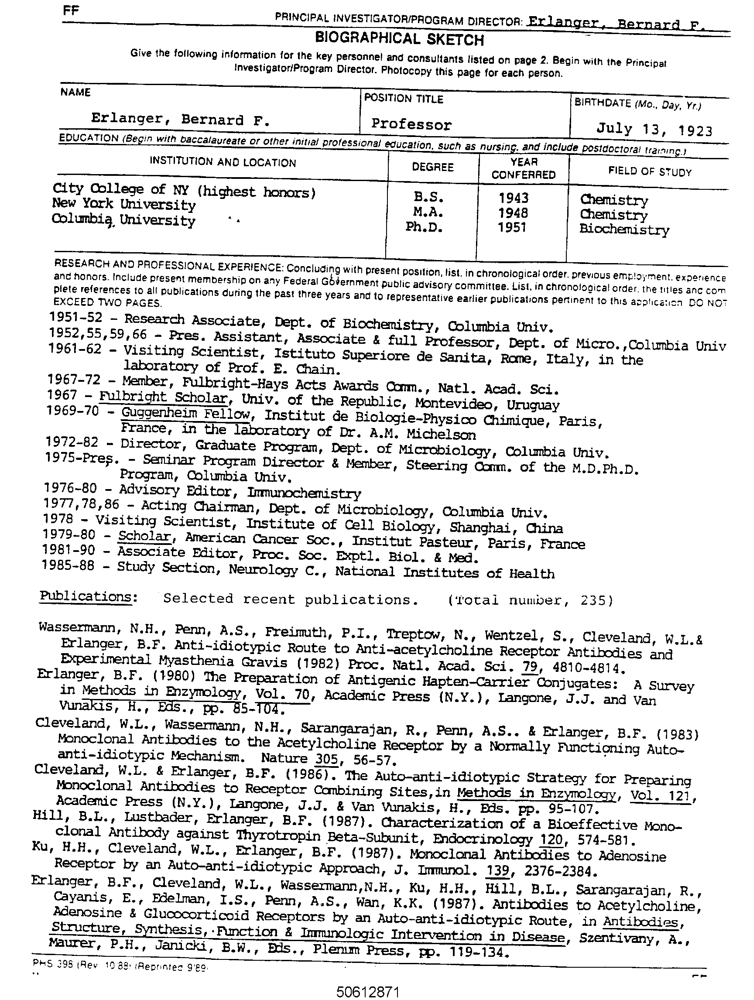 FF
PRINCIPAL INVESTIGATOR/PROGRAM DIRECTOR: Erlanger, Bernard F.
BIOGRAPHICAL SKETCH
Give the following information for the key personnel and consultants listed on page 2. Begin with the Principal
Investigator/Program Director. Photocopy this page for each person.
NAME
POSITION TITLE
BIRTHDATE (Mo., Day, Yr.)
Erlanger, Bernard F.
Professor
July 13, 1923
EDUCATION (Begin with baccalaureate or other initial professional education, such as nursing, and include postdoctoral training.)
INSTITUTION AND LOCATION
DEGREE
YEAR
CONFERRED
FIELD OF STUDY
City College of NY (highest honors) B.S. 1943 Chemistry
New York University M.A. 1948 Chemistry
Columbia University Ph.D. 1951 Biochemistry
RESEARCH AND PROFESSIONAL EXPERIENCE: Concluding with present position, list, in chronological order, previous employment, experience
and honors. Include present membership on any Federal Government public advisory committee. List, in chronological order, the titles and com
plete references to all publications during the past three years and to representative earlier publications pertinent to this application. DO NOT
EXCEED TWO PAGES.
1951-52 - Research Associate, Dept. of Biochemistry, Columbia Univ.
1952,55,59,66 - Pres. Assistant, Associate & full Professor, Dept. of Micro.,Columbia Univ
1961-62 - Visiting Scientist, Istituto Superiore de Sanita, Rome, Italy, in the
laboratory of Prof. E. Chain.
1967-72 - Member, Fulbright-Hays Acts Awards Comm., Natl. Acad. Sci.
1967 - Fulbright Scholar, Univ. of the Republic, Montevideo, Uruguay
1969-70 - Guggenheim Fellow, Institut de Biologie-Physico Chimique, Paris,
France, in the laboratory of Dr. A.M. Michelson
1972-82 - Director, Graduate Program, Dept. of Microbiology, Columbia Univ.
1975-Pres. - Seminar Program Director & Member, Steering Comm. of the M.D.Ph.D.
Program, Columbia Univ.
1976-80 - Advisory Editor, Immunochemistry
1977,78,86 - Acting Chairman, Dept. of Microbiology, Columbia Univ.
1978 - Visiting Scientist, Institute of Cell Biology, Shanghai, China
1979-80 - Scholar, American Cancer Soc., Institut Pasteur, Paris, France
1981-90 - Associate Editor, Proc. Soc. Exptl. Biol. & Med.
1985-88 - Study Section, Neurology C., National Institutes of Health
Publications: Selected recent publications. (Total number, 235)
Wassermann, N.H., Penn, A.S., Freimuth, P.I., Treptow, N., Wentzel, S., Cleveland, W.L.&
Erlanger, B.F. Anti-idiotypic Route to Anti-acetylcholine Receptor Antibodies and
Experimental Myasthenia Gravis (1982) Proc. Natl. Acad. Sci. 79, 4810-4814.
Erlanger, B.F. (1980) The Preparation of Antigenic Hapten-Carrier Conjugates: A Survey
in Methods in Enzymology, Vol. 70, Academic Press (N.Y.), Langone, J.J. and Van
Vunakis, H., Eds., pp. 85-104.
Cleveland, W.L., Wassermann, N.H., Sarangarajan, R., Penn, A.S.. & Erlanger, B.F. (1983)
Monoclonal Antibodies to the Acetylcholine Receptor by a Normally Functioning Auto-
anti-idiotypic Mechanism. Nature 305, 56-57.
Cleveland, W.L. & Erlanger, B.F. (1986). The Auto-anti-idiotypic Strategy for Preparing
Monoclonal Antibodies to Receptor Combining Sites,in Methods in Enzymology, Vol. 121,
Academic Press (N.Y.), Langone, J.J. & Van Vunakis, H., Eds. pp. 95-107.
Hill, B.L., Lustbader, Erlanger, B.F. (1987). Characterization of a Bioeffective Mono-
clonal Antibody against Thyrotropin Beta-Subunit, Endocrinology 120, 574-581.
Ku, H.H., Cleveland, W.L., Erlanger, B.F. (1987). Monoclonal Antibodies to Adenosine
Receptor by an Auto-anti-idiotypic Approach, J. Immunol. 139, 2376-2384.
Erlanger, B.F., Cleveland, W.L., Wassermann,N.H., Ku, H.H., Hill, B.L., Sarangarajan, R.,
Cayanis, E., Edelman, I.S., Penn, A.S., Wan, K.K. (1987). Antibodies to Acetylcholine,
Adenosine & Glucocorticoid Receptors by an Auto-anti-idiotypic Route, in Antibodies,
Structure, Synthesis, Function & Immunologic Intervention in Disease, Szentivany, A.,
Maurer, P.H., Janicki, B.W., Eds., Plenum Press, pp. 119-134.
PHS 398 (Rev. 10/88) (Reprinted 9/89)
50612871